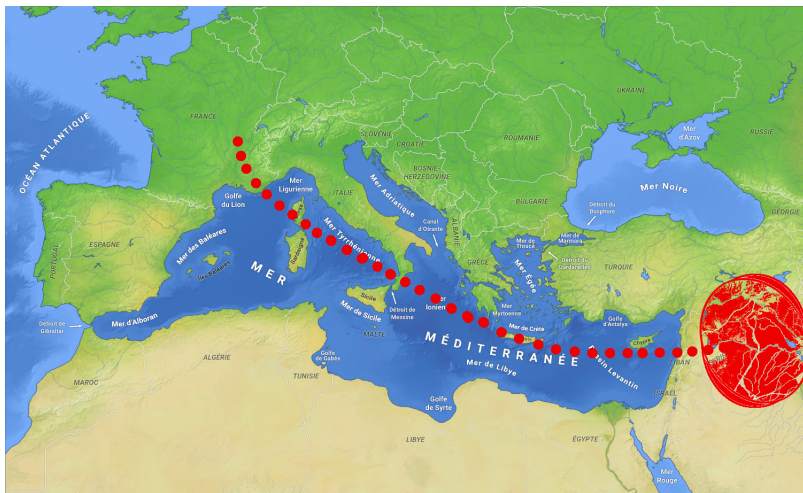 UKRAINE
FRANCE
Mer
d'Azov
RUSSIE
SLOVÉNIE
CROATIE
ROUMANIE
OCÉAN ATLANTIQUE
BOSNIE-
HERZÉGOVINE
Mer
Ligurienne
Mer Noire
Golfe
du Lion
ITALIE
Mer Adriatique
BULGARIE
Détroit du
Bosphore
GÉORGIE
Canal
d'Otrante
ALBANIE
Mer des Baléares
Mer Tyrrhénienne
Mer de
Thrace
Mer de
Marmara
PORTUGAL
ESPAGNE
Îles Baléares
Sardaigne
GRÈCE
Mer Égée
Détroit des
Dardanelles
TURQUIE
MER
Sicile
Ionien
Mer
Myrtoenne
Détroit de
Messine
Mer de Sicile
Détroit de
Gibraltar
Mer d'Alboran
MALTE
Mer de Crète
Golfe
d'Antalya
Chypre
MÉDITERRANÉE
Golfe
de Gabès
ALGÉRIE
Mer de Libye
Bassin Levantin
LIBAN
MAROC
TUNISIE
ISRAËL
Golfe
de Syrte
LIBYE
ÉGYPTE
Mer
Rouge